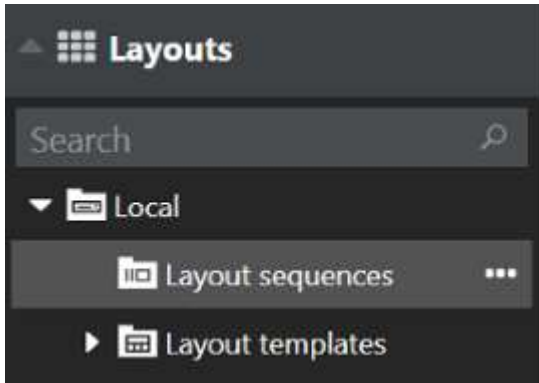 Layouts
Search
Local
Layout sequences
Layout templates